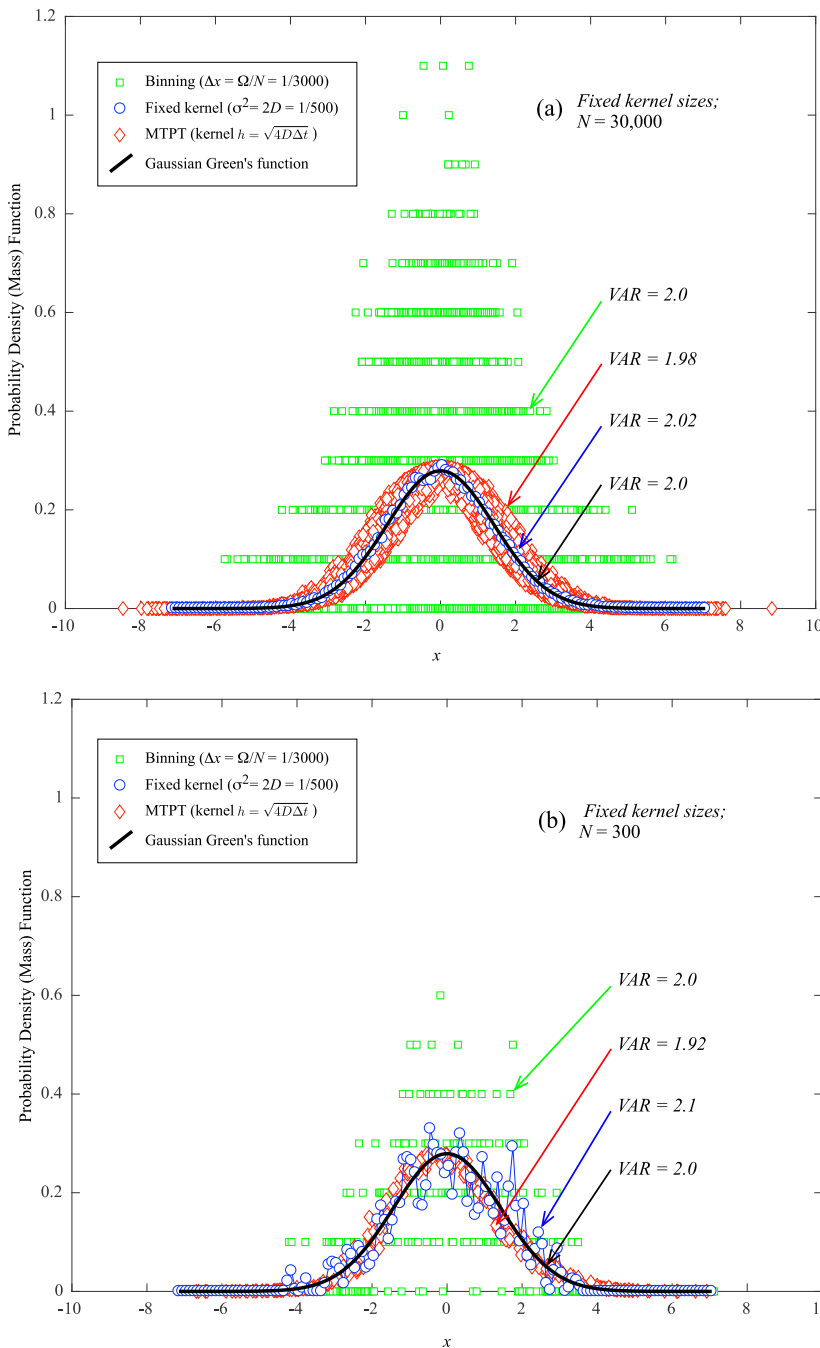 1.2
1
0.8
0.6
0.4
0.2
0
Probability Density (Mass) Function
Binning (Δx = Ω/N = 1/3000)
Fixed kernel (σ²= 2D = 1/500)
MTPT (kernel h = √4DΔt )
Gaussian Green's function
(a) Fixed kernel sizes;
N = 30,000
VAR = 2.0
VAR = 1.98
VAR = 2.02
VAR = 2.0
-10 -8 -6 -4 -2 0 2 4 6 8 10
x
1.2
1
0.8
0.6
0.4
0.2
0
Probability Density (Mass) Function
Binning (Δx = Ω/N = 1/3000)
Fixed kernel (σ²= 2D = 1/500)
MTPT (kernel h = √4DΔt )
Gaussian Green's function
(b) Fixed kernel sizes;
N = 300
VAR = 2.0
VAR = 1.92
VAR = 2.1
VAR = 2.0
-10 -8 -6 -4 -2 0 2 4 6 8
x